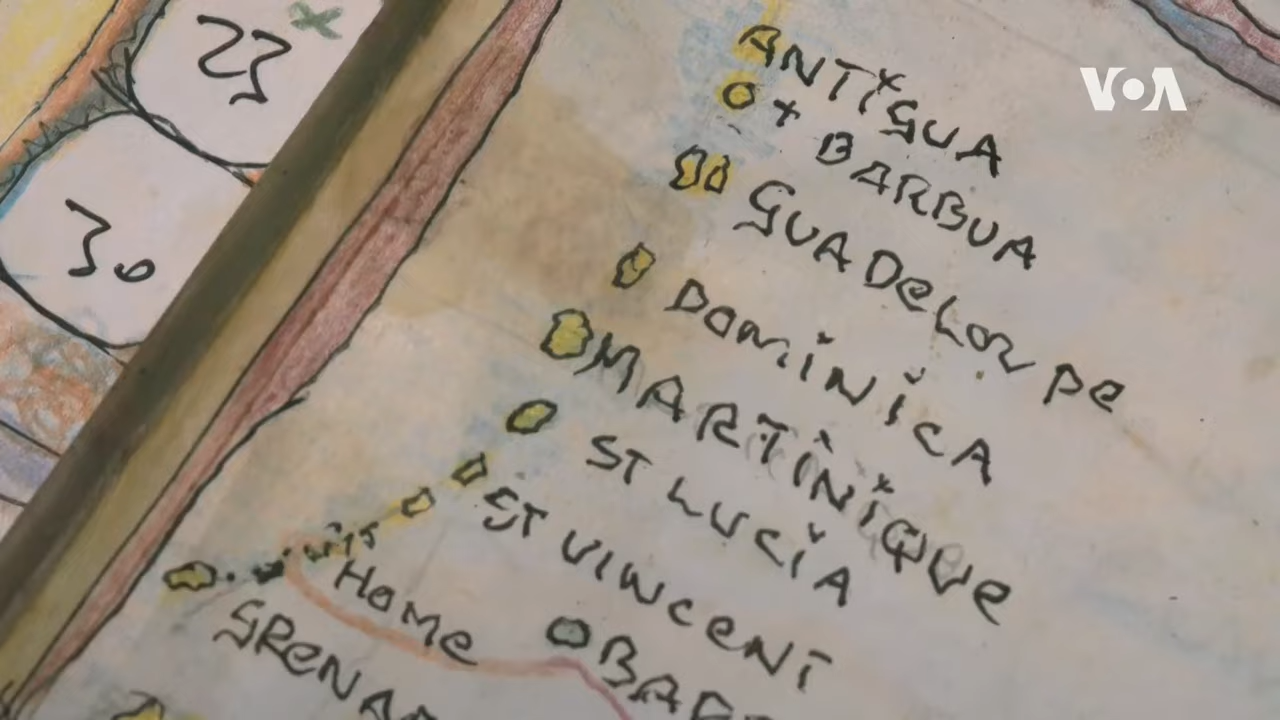 23
VOA
30
ANTIGUA
+ BARBUA
GUADELOUPE
DOMINICA
MARTINIQUE
ST LUCIA
ST VINCENT
HOME
GRENA
BAR